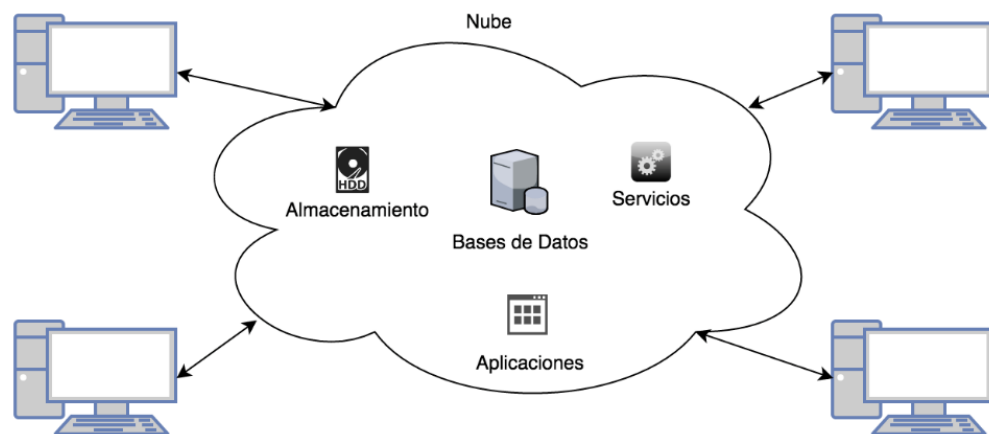 Nube
HDD
Almacenamiento
Bases de Datos
Servicios
Aplicaciones